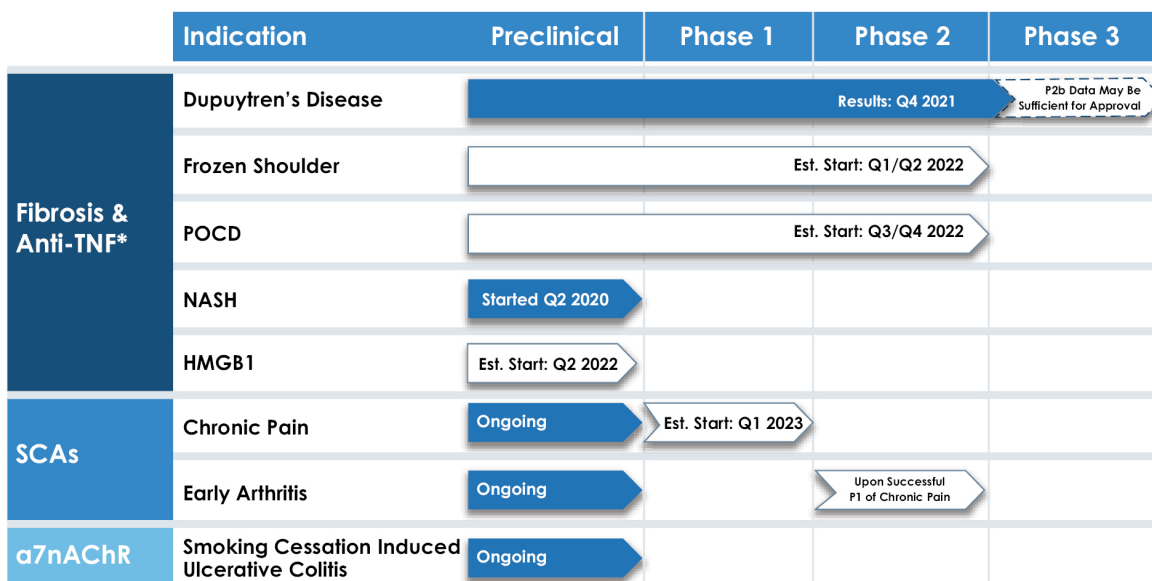 Indication Preclinical Phase 1 Phase 2 Phase 3
Fibrosis &
Anti-TNF*
Dupuytren's Disease
Results: Q4 2021
P2b Data May Be
Sufficient for Approval
Frozen Shoulder
Est. Start: Q1/Q2 2022
POCD
Est. Start: Q3/Q4 2022
NASH
Started Q2 2020
HMGB1
Est. Start: Q2 2022
SCAs
Chronic Pain
Ongoing
Est. Start: Q1 2023
Early Arthritis
Ongoing
Upon Successful
P1 of Chronic Pain
a7nAChR
Smoking Cessation Induced
Ulcerative Colitis
Ongoing